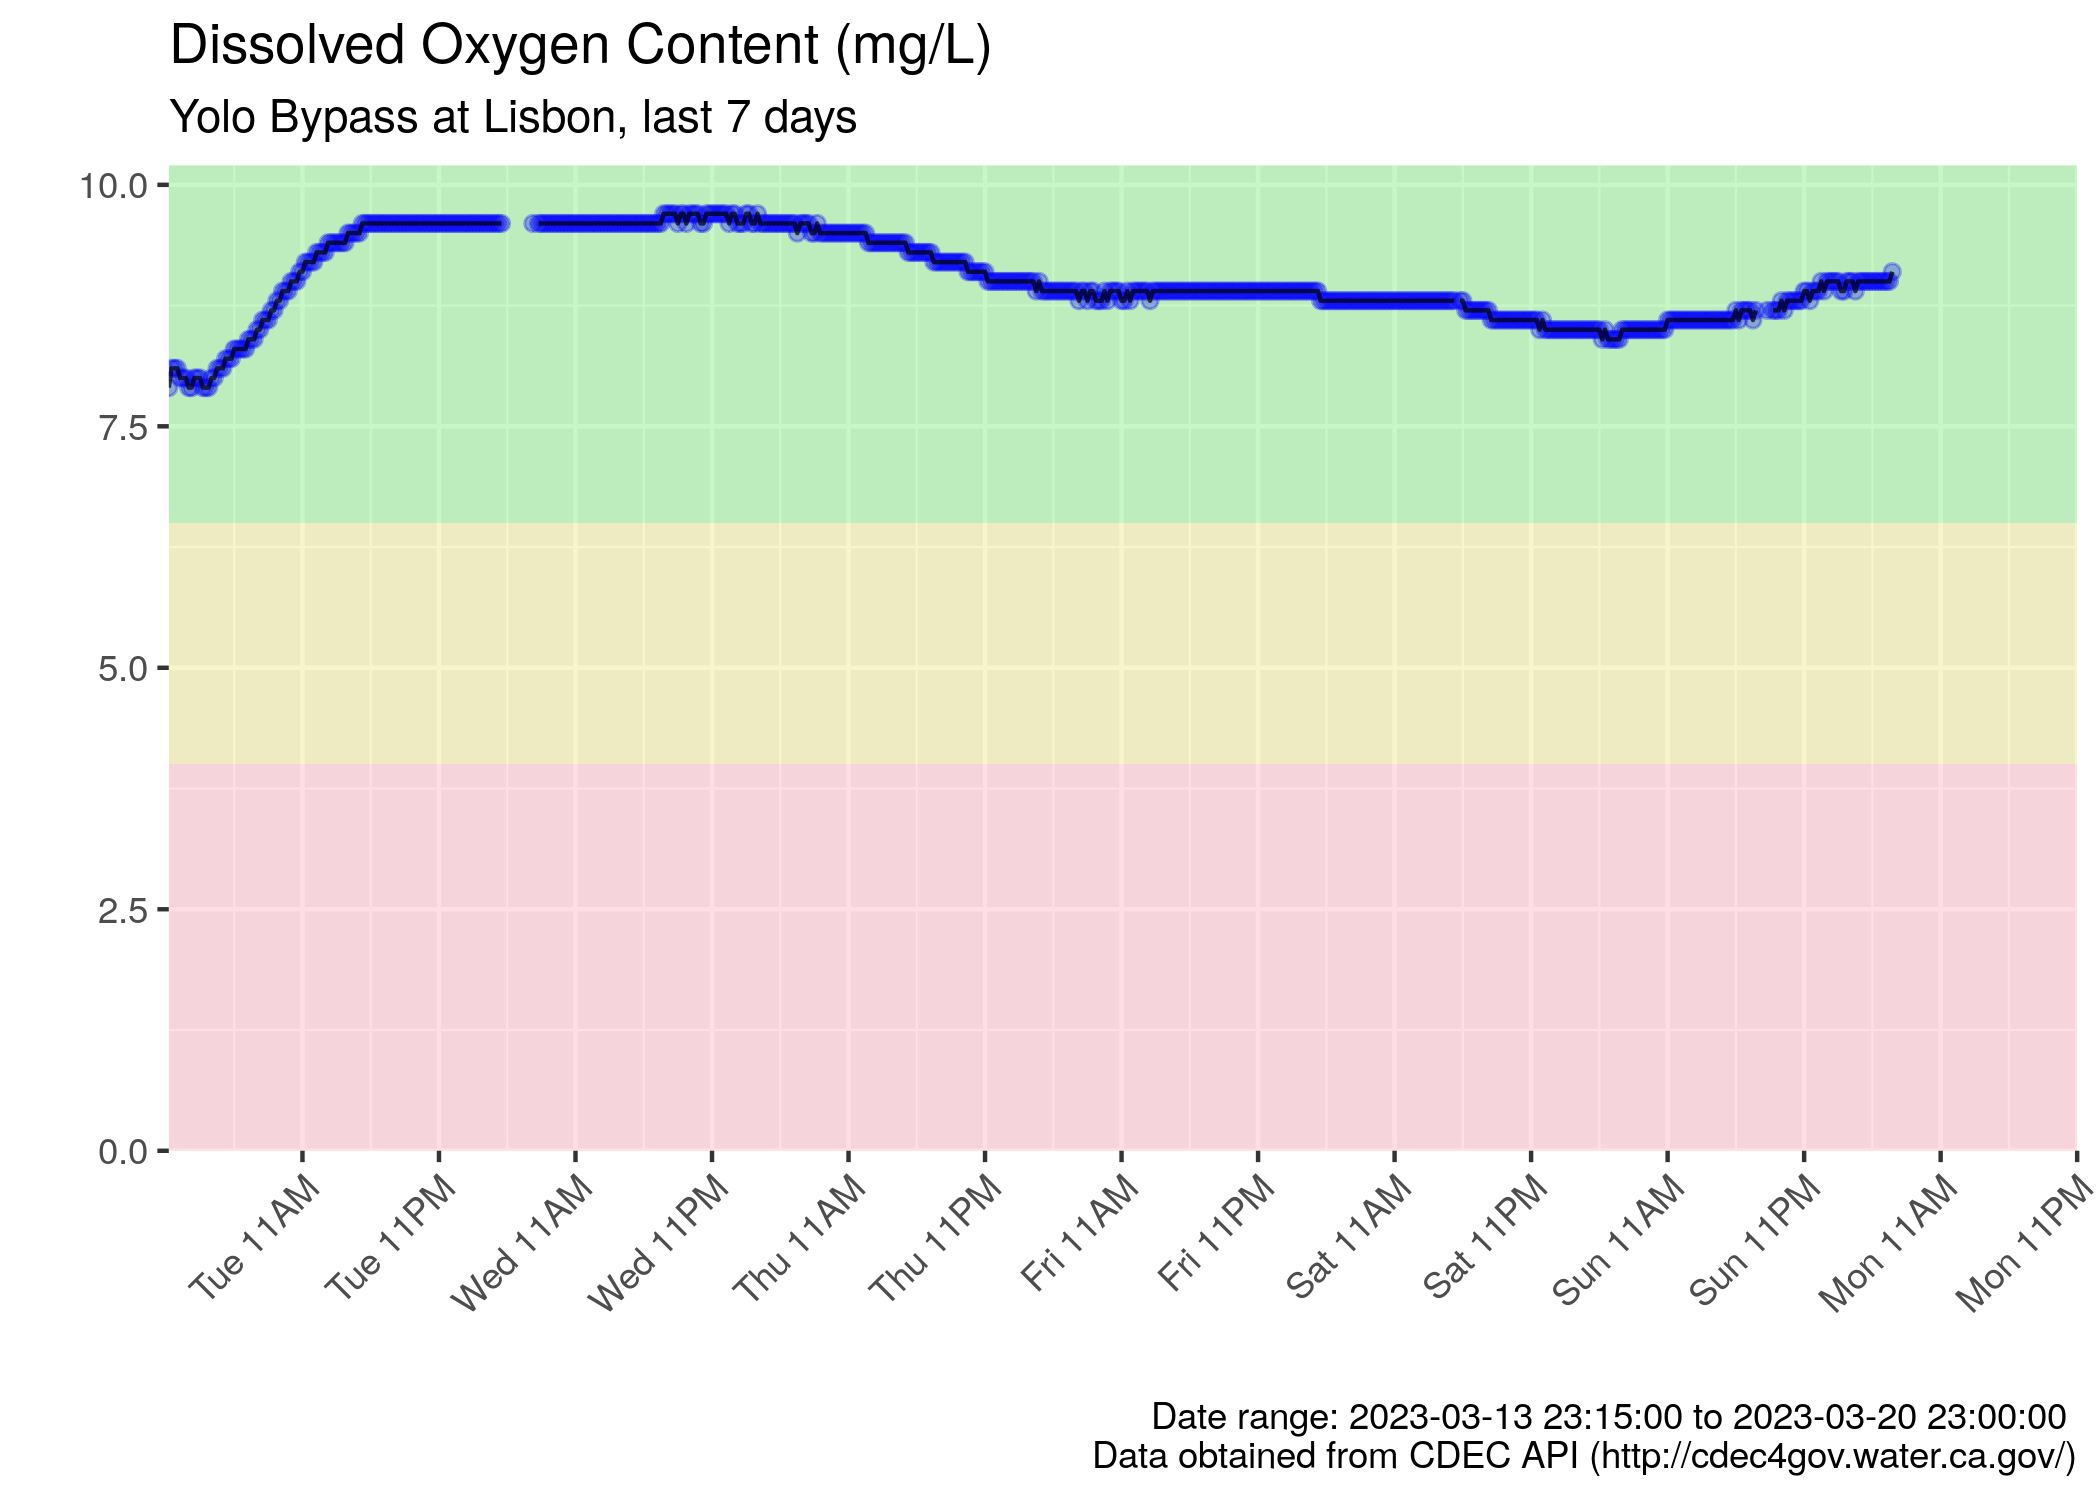 Dissolved Oxygen Content (mg/L)
Yolo Bypass at Lisbon, last 7 days
10.0
7.5
5.0
2.5
0.0
Tue 11AM
Tue 11PM
Wed 11AM
Wed 11PM
Thu 11AM
Thu 11PM
Fri 11AM
Fri 11PM
Sat 11AM
Sat 11PM
Sun 11AM
Sun 11PM
Mon 11AM
Mon 11PM
Date range: 2023-03-13 23:15:00 to 2023-03-20 23:00:00
Data obtained from CDEC API (http://cdec4gov.water.ca.gov/)